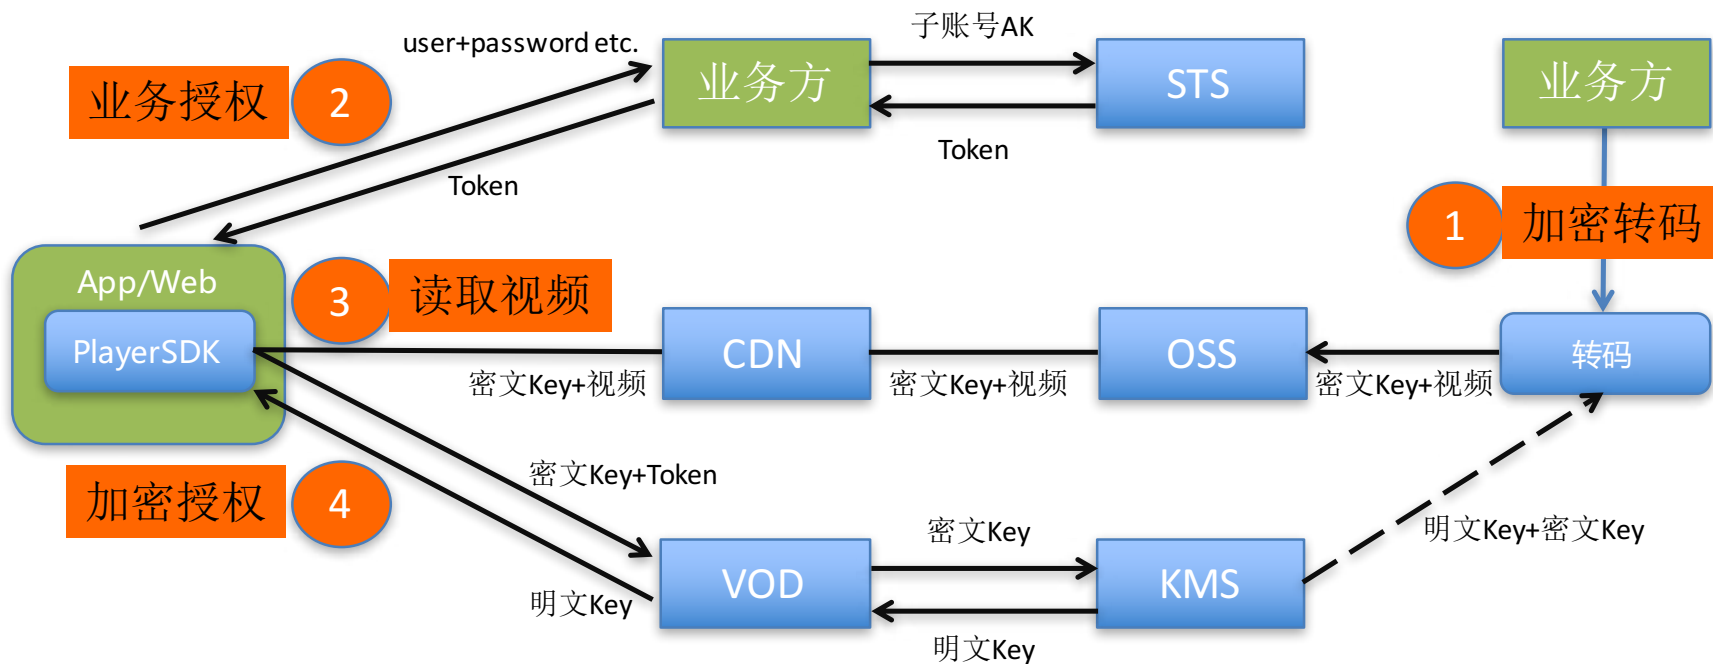 子账号AK
user+password etc.
业务授权
2
业务方
STS
业务方
Token
Token
1
加密转码
App/Web
3
读取视频
PlayerSDK
CDN
OSS
转码
密文Key+视频
密文Key+视频
密文Key+视频
加密授权
4
密文Key+Token
密文Key
明文Key+密文Key
VOD
KMS
明文Key
明文Key